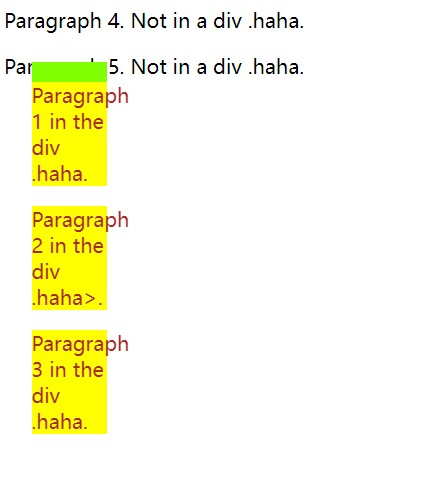 Paragraph 4. Not in a div .haha.
Par 5. Not in a div .haha.
Paragraph
1 in the
div
.haha.
Paragraph
2 in the
div
.haha>.
Paragraph
3 in the
div
.haha.